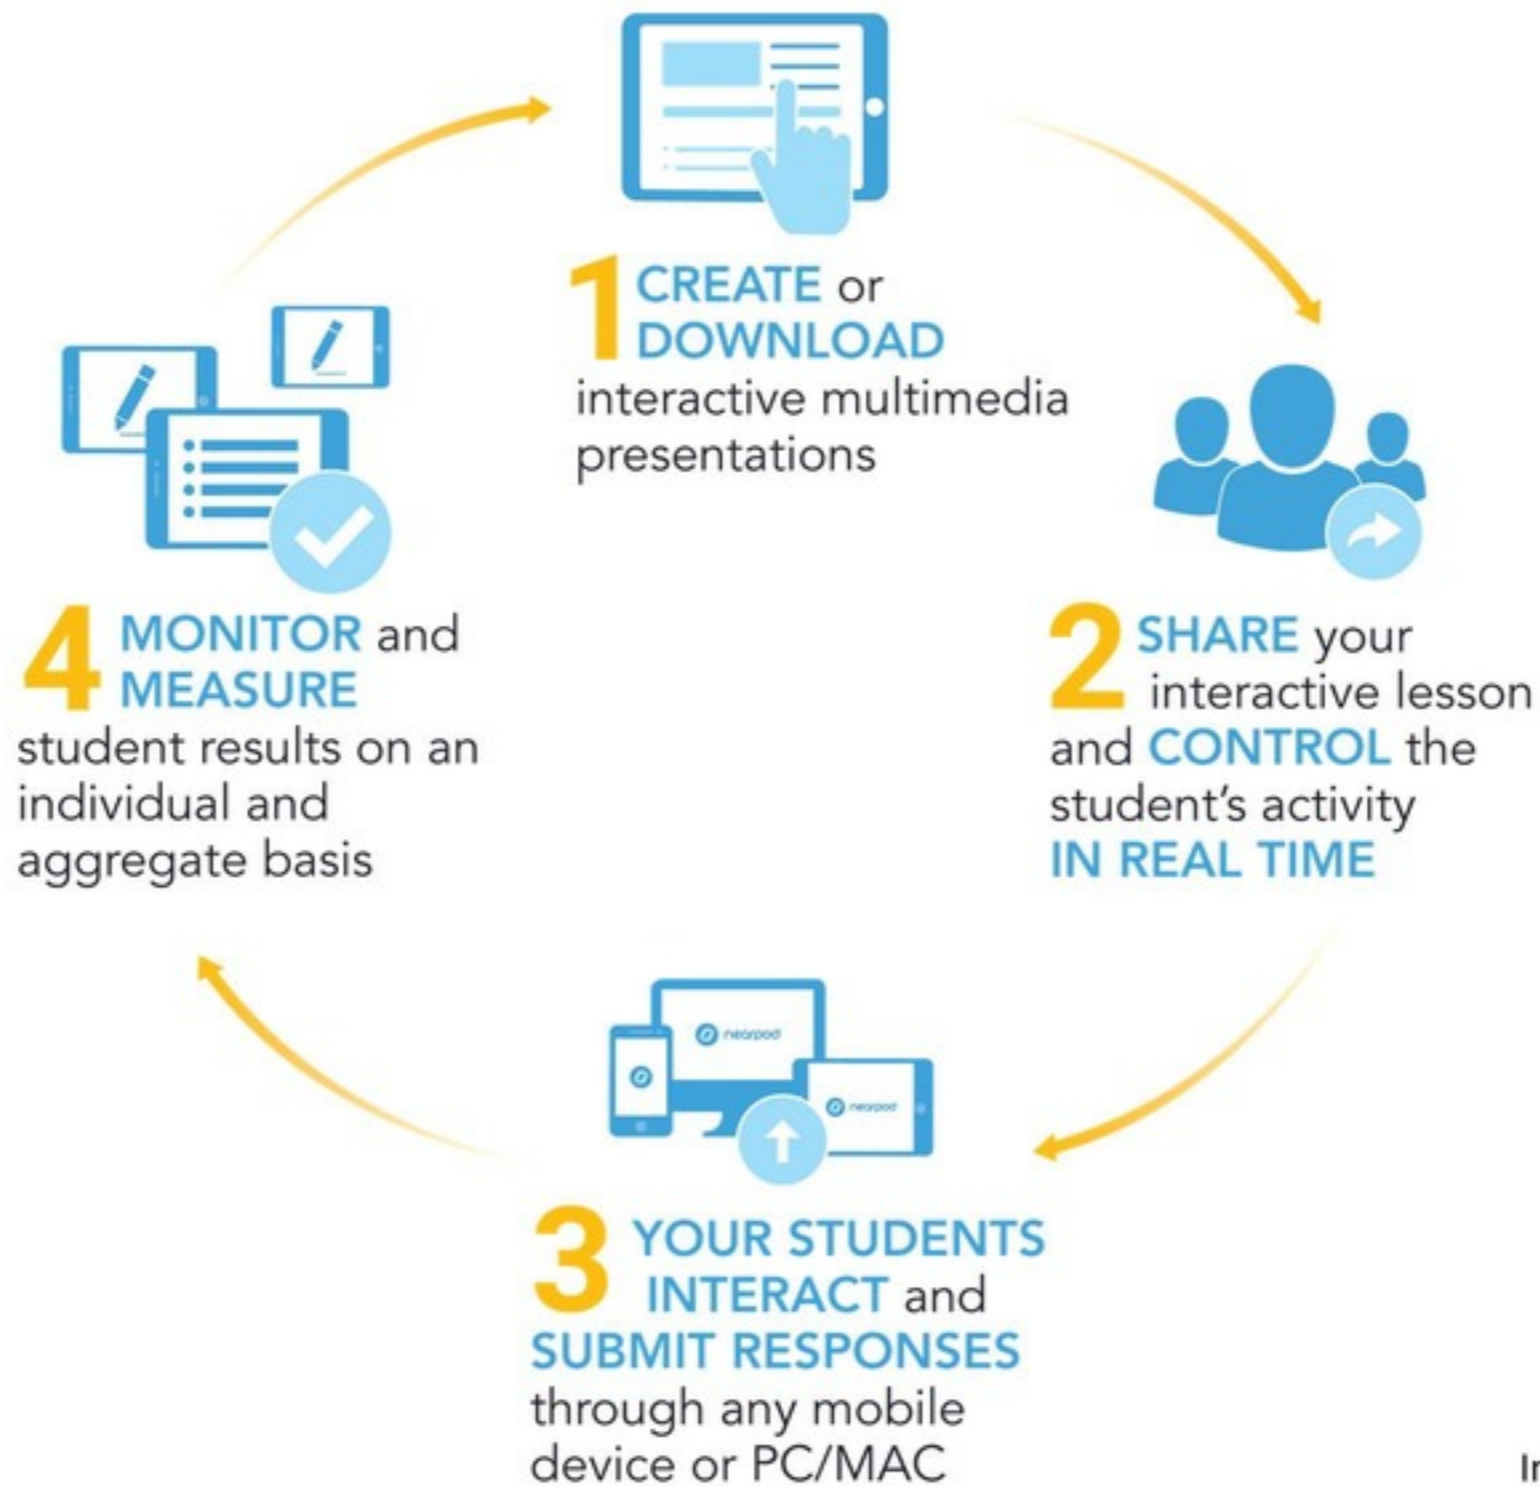 1 CREATE or
DOWNLOAD
interactive multimedia
presentations
2 SHARE your
interactive lesson
and CONTROL the
student's activity
IN REAL TIME
nearpod
nearpod
3 YOUR STUDENTS
INTERACT and
SUBMIT RESPONSES
through any mobile
device or PC/MAC
4 MONITOR and
MEASURE
student results on an
individual and
aggregate basis